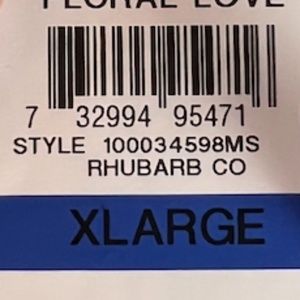 FLORAL LOVE
7 32994 95471
STYLE 100034598MS
RHUBARB CO
XLARGE